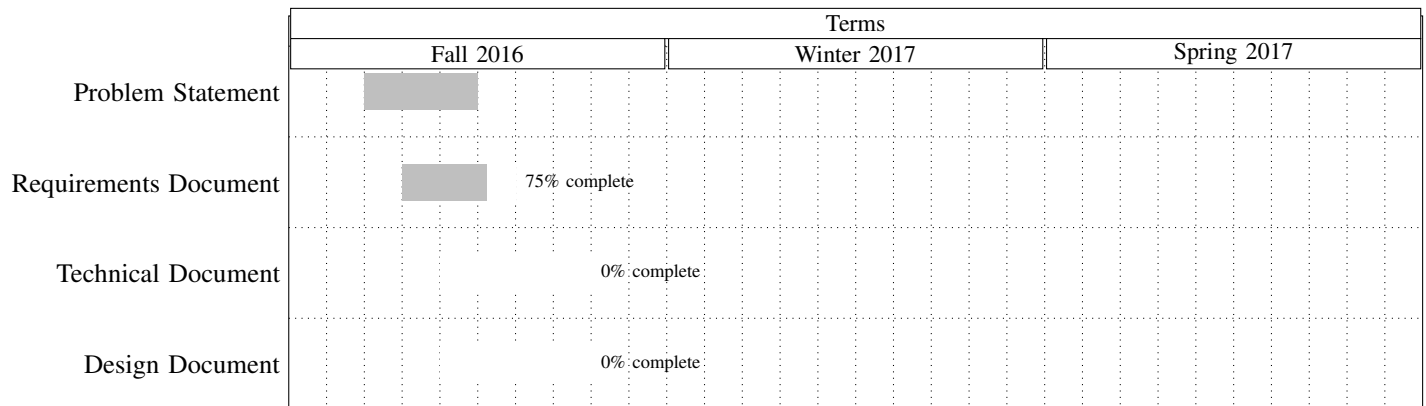 Terms
Fall 2016 Winter 2017 Spring 2017
Problem Statement
Requirements Document 75% complete
Technical Document 0% complete
Design Document 0% complete